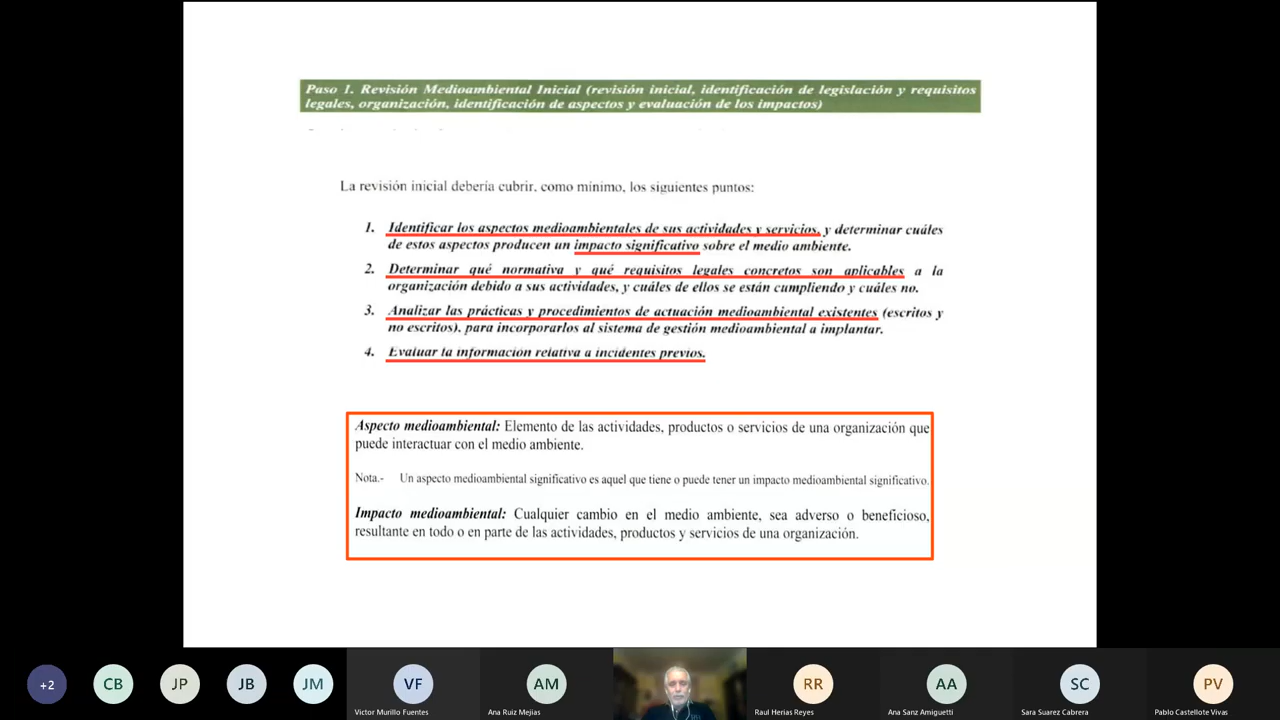 Paso 1. Revisión Medioambiental Inicial (revisión inicial, identificación de legislación y requisitos
legales, organización, identificación de aspectos y evaluación de los impactos)
La revisión inicial debería cubrir, como mínimo, los siguientes puntos:
1. Identificar los aspectos medioambientales de sus actividades y servicios, y determinar cuáles
de estos aspectos producen un impacto significativo sobre el medio ambiente.
2. Determinar qué normativa y qué requisitos legales concretos son aplicables a la
organización debido a sus actividades, y cuáles de ellos se están cumpliendo y cuáles no.
3. Analizar las prácticas y procedimientos de actuación medioambiental existentes (escritos y
no escritos), para incorporarlos al sistema de gestión medioambiental a implantar.
4. Evaluar la información relativa a incidentes previos.
Aspecto medioambiental: Elemento de las actividades, productos o servicios de una organización que
puede interactuar con el medio ambiente.
Nota.- Un aspecto medioambiental significativo es aquel que tiene o puede tener un impacto medioambiental significativo.
Impacto medioambiental: Cualquier cambio en el medio ambiente, sea adverso o beneficioso,
resultante en todo o en parte de las actividades, productos y servicios de una organización.
+2 CB JP JB JM VF AM RR AA SC PV
Victor Murillo Fuentes Ana Ruiz Mejias Raul Herias Reyes Ana Sanz Amiguetti Sara Suarez Cabrera Pablo Castellote Vivas